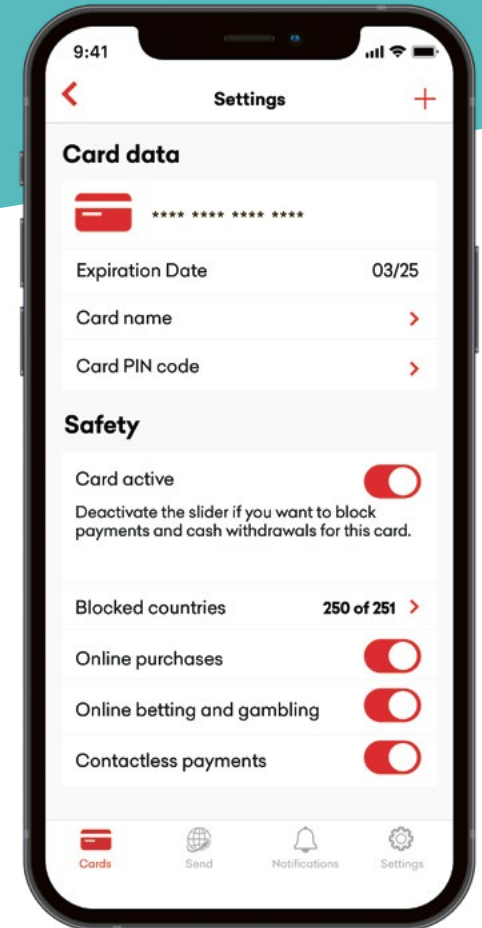 9:41
Settings
Card data
**** **** **** ****
Expiration Date 03/25
Card name
Card PIN code
Safety
Card active
Deactivate the slider if you want to block
payments and cash withdrawals for this card.
Blocked countries 250 of 251
Online purchases
Online betting and gambling
Contactless payments
Cards Send Notifications Settings